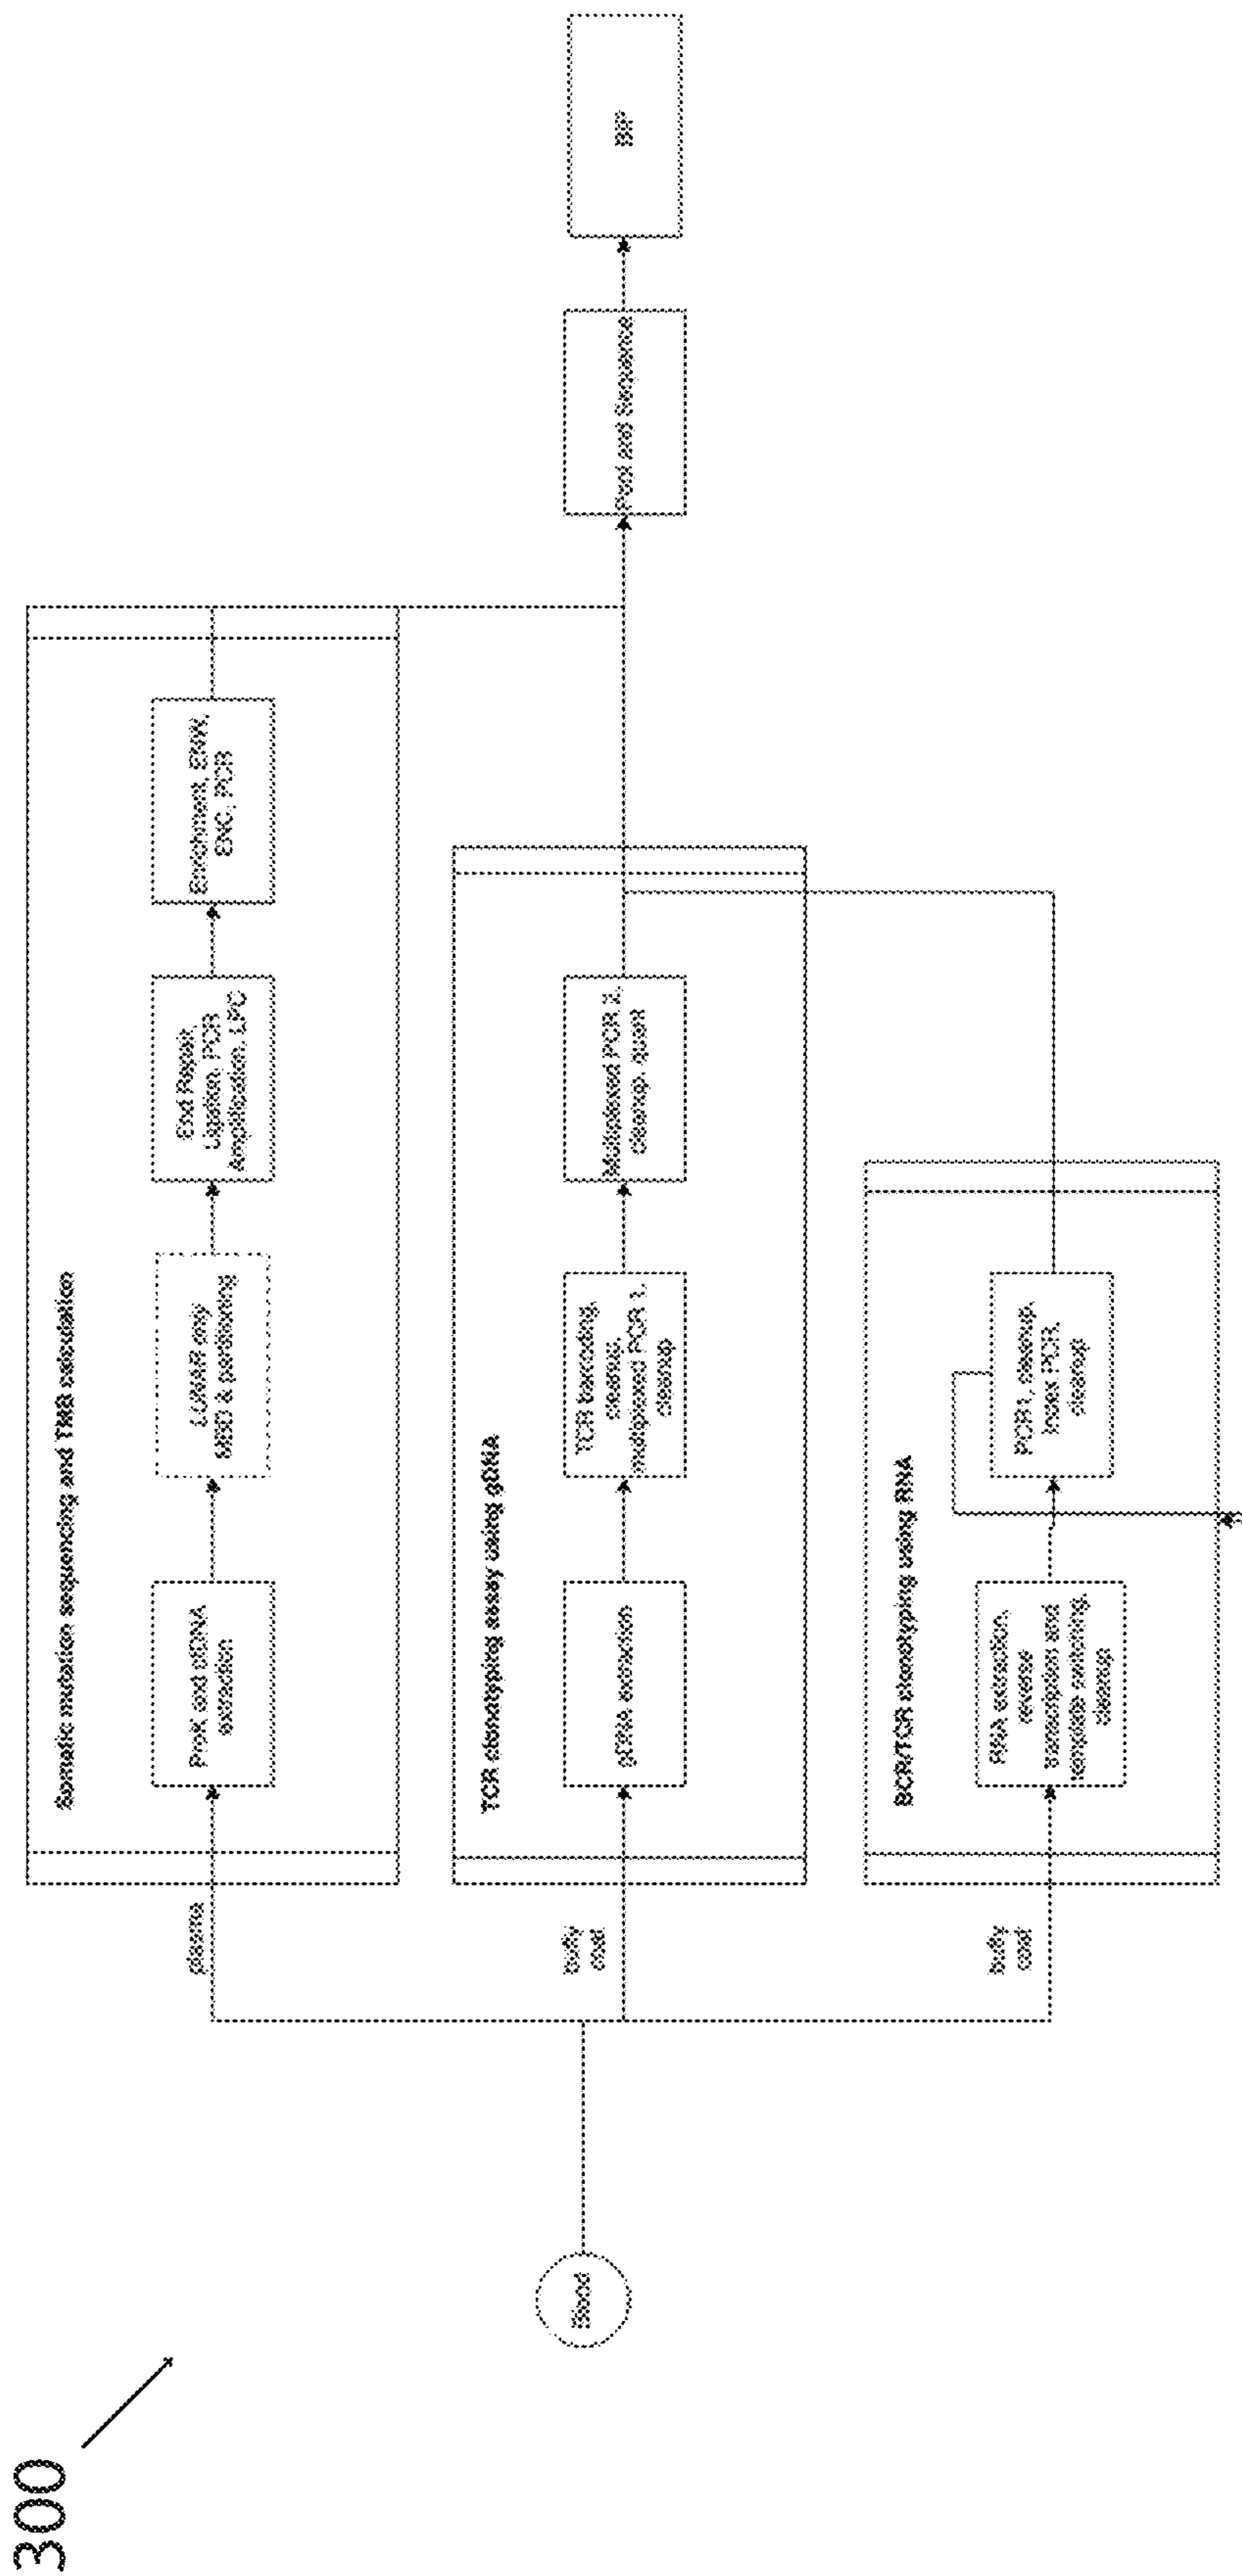 300
Blood
plasma
buffy
coat
buffy
coat
Somatic mutation sequencing and TMB calculation
ProK and cfDNA
extraction
LUNAR only
MBD & partitioning
End Repair,
Ligation, PCR
Amplification, LPC
Enrichment, ENW,
ENC, PCR
TCR clonotyping assay using gDNA
gDNA extraction
TCR barcoding,
cleanup,
multiplexed PCR 1,
cleanup
Multiplexed PCR 2,
cleanup, quant
BCR/TCR clonotyping using RNA
RNA extraction,
reverse
transcription and
template switching,
cleanup
PCR1, cleanup,
Index PCR,
cleanup
Pool and Sequence
BIP